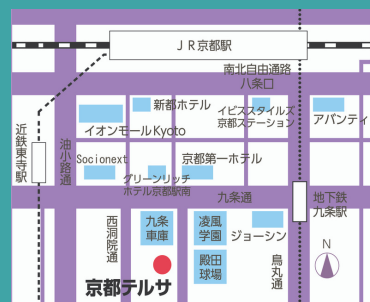 JR京都駅
南北自由通路
八条口
新都ホテル
イビススタイルズ
京都ステーション
アバンティ
イオンモールKyoto
近鉄東寺駅
油小路通
Socionext
京都第一ホテル
グリーンリッチ
ホテル京都駅南
九条通
地下鉄
九条駅
西洞院通
九条
車庫
凌風
学園
ジョーシン
烏丸通
N
殿田
球場
京都テルサ